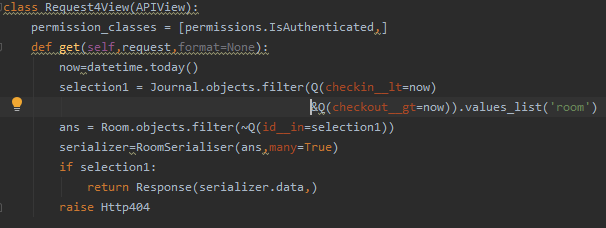 class Request4View(APIView):
    permission_classes = [permissions.IsAuthenticated,]
    def get(self,request,format=None):
        now=datetime.today()
        selection1 = Journal.objects.filter(Q(checkin__lt=now)
                                            &Q(checkout__gt=now)).values_list('room')
        ans = Room.objects.filter(~Q(id__in=selection1))
        serializer=RoomSerialiser(ans,many=True)
        if selection1:
            return Response(serializer.data,)
        raise Http404